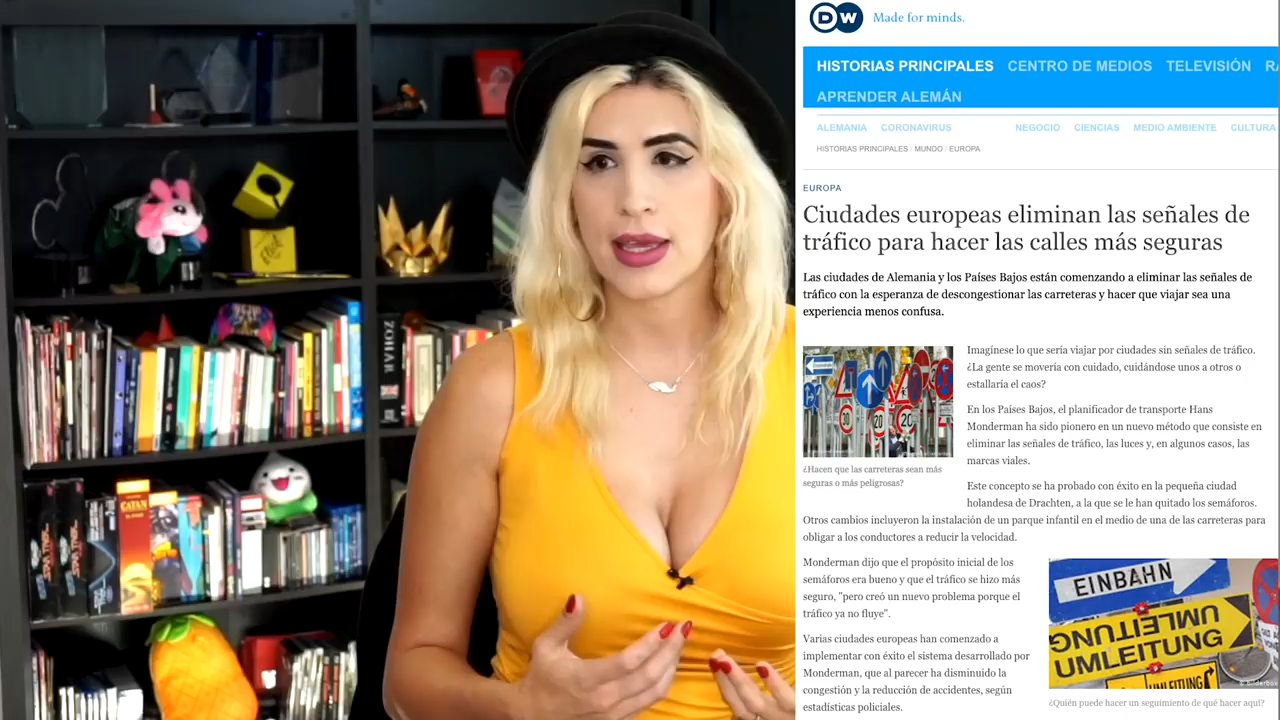 DW Made for minds.
HISTORIAS PRINCIPALES CENTRO DE MEDIOS TELEVISIÓN
APRENDER ALEMÁN
ALEMANIA CORONAVIRUS NEGOCIO CIENCIAS MEDIO AMBIENTE CULTURA
HISTORIAS PRINCIPALES / MUNDO / EUROPA
EUROPA
Ciudades europeas eliminan las señales de
tráfico para hacer las calles más seguras
Las ciudades de Alemania y los Países Bajos están comenzando a eliminar las señales de
tráfico con la esperanza de descongestionar las carreteras y hacer que viajar sea una
experiencia menos confusa.
Imagínese lo que sería viajar por ciudades sin señales de tráfico.
¿La gente se movería con cuidado, cuidándose unos a otros o
estallaría el caos?
En los Países Bajos, el planificador de transporte Hans
Monderman ha sido pionero en un nuevo método que consiste en
eliminar las señales de tráfico, las luces y, en algunos casos, las
marcas viales.
¿Hacen que las carreteras sean más
seguras o más peligrosas?
Este concepto se ha probado con éxito en la pequeña ciudad
holandesa de Drachten, a la que se le han quitado los semáforos.
Otros cambios incluyeron la instalación de un parque infantil en el medio de una de las carreteras para
obligar a los conductores a reducir la velocidad.
Monderman dijo que el propósito inicial de los
semáforos era bueno y que el tráfico se hizo más
seguro, "pero creó un nuevo problema porque el
tráfico ya no fluye".
Varias ciudades europeas han comenzado a
implementar con éxito el sistema desarrollado por
Monderman, que al parecer ha disminuido la
congestión y la reducción de accidentes, según
estadísticas policiales.
EINBAHN
UMLEITUNG
UMLEITUNG
UMLEITUNG
¿Quién puede hacer un seguimiento de qué hacer aquí?
30
20
20
ZOHAR
CATAN